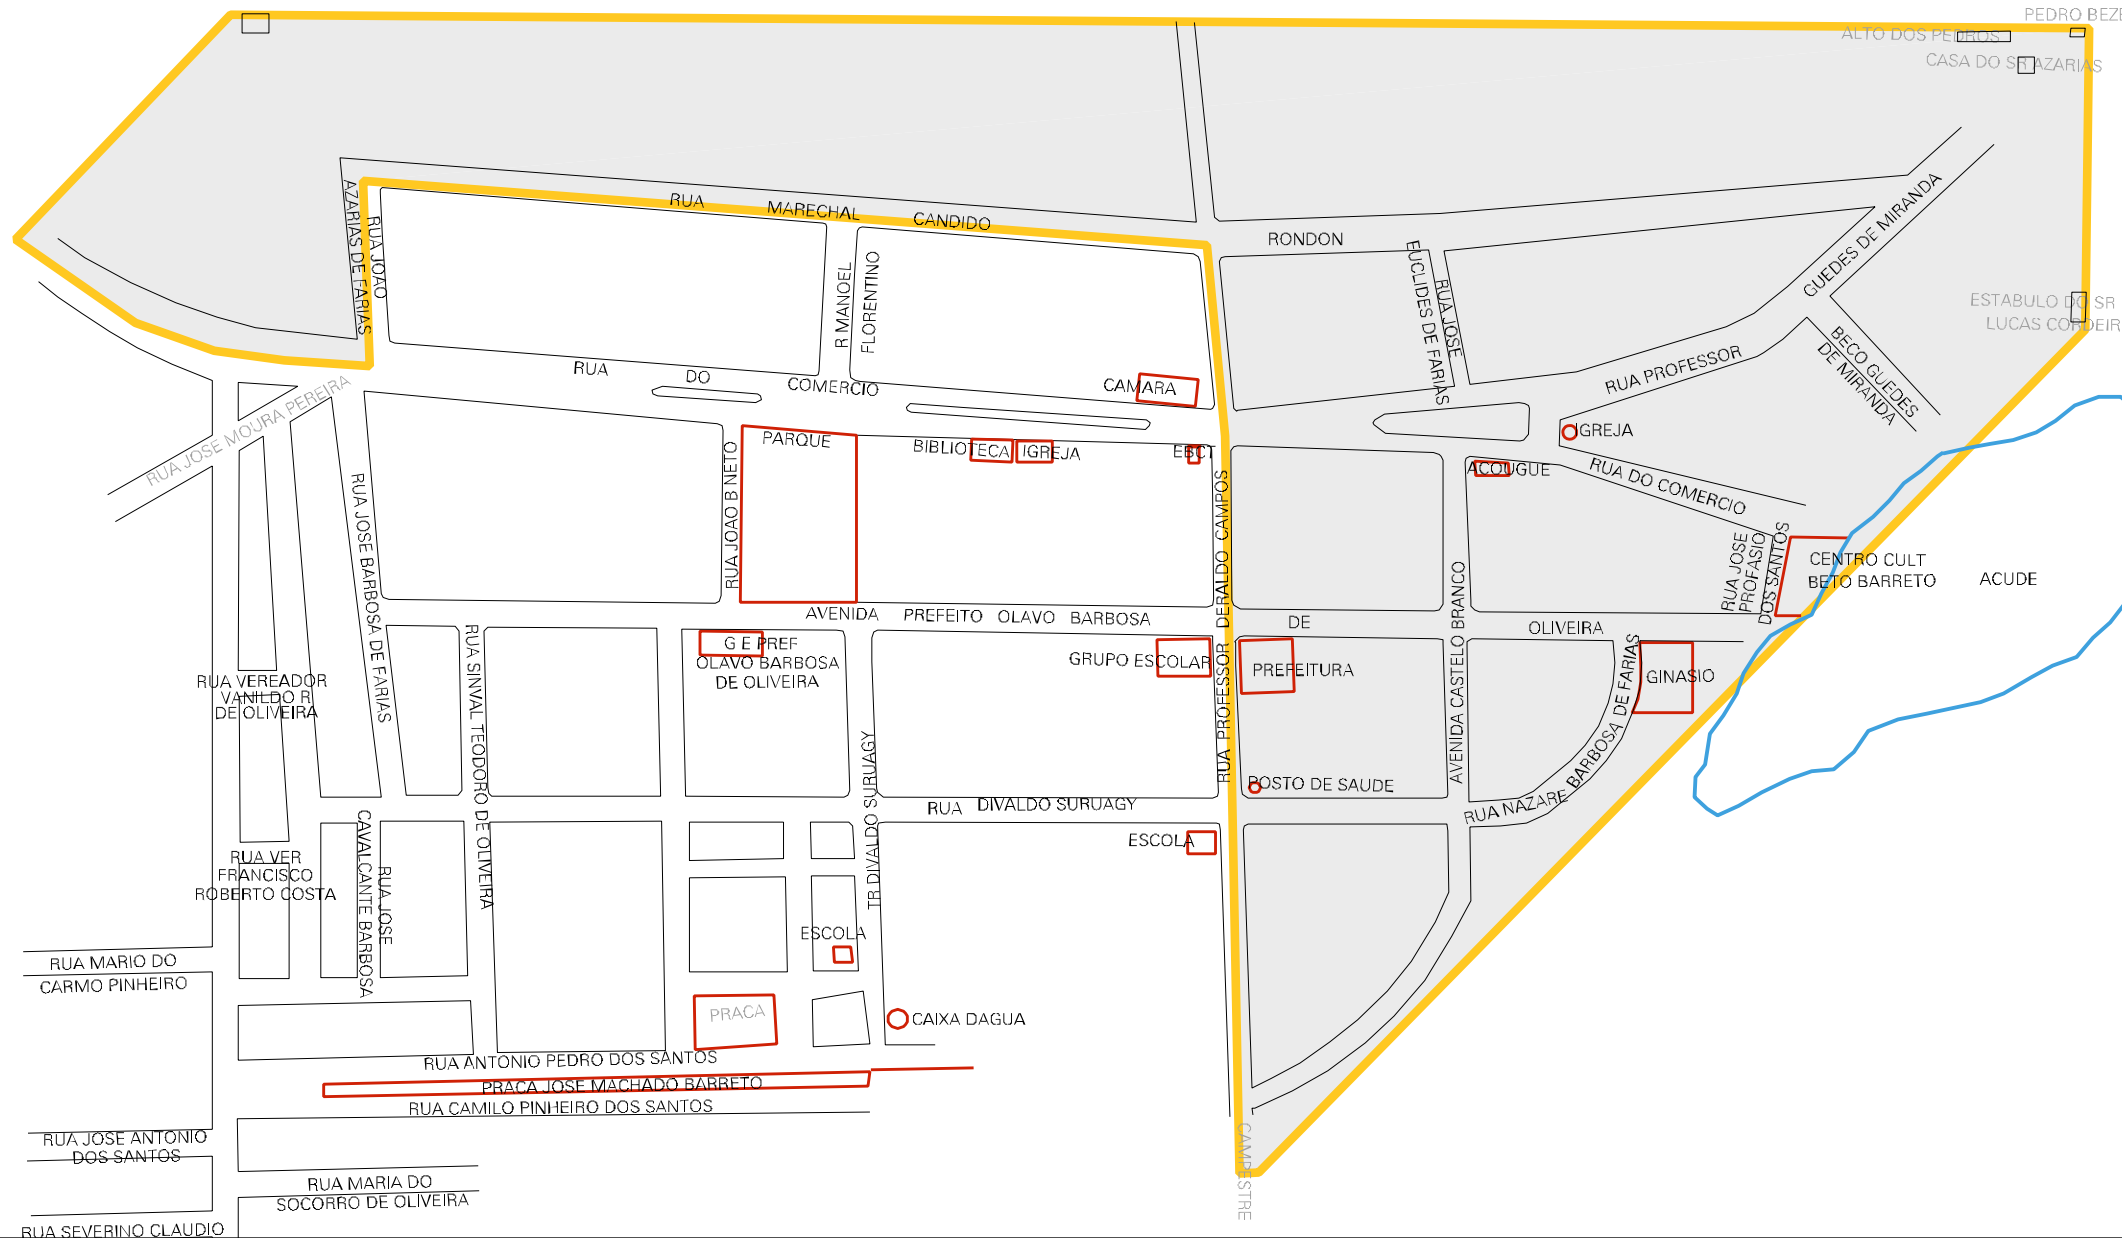 PEDRO BEZE
ALTO DOS PEDROS
CASA DO SR AZARIAS
RUA MARECHAL CANDIDO RONDON
RUA JOAO
AZARIAS DE FARIAS
R MANOEL
FLORENTINO
RUA JOSE
EUCLIDES DE FARIAS
GUEDES DE MIRANDA
RUA PROFESSOR
ESTABULO DO SR
LUCAS CORDEIR
BECO GUEDES
DE MIRANDA
RUA DO COMERCIO
CAMARA
RUA JOSE MOURA PEREIRA
PARQUE
BIBLIOTECA
IGREJA
EBCT
IGREJA
ACOUGUE
RUA DO COMERCIO
RUA JOSE BARBOSA DE FARIAS
RUA JOAO B NETO
RUA PROFESSOR DERALDO CAMPOS
AVENIDA CASTELO BRANCO
RUA JOSE
PROFASIO
DOS SANTOS
CENTRO CULT
BETO BARRETO
ACUDE
AVENIDA PREFEITO OLAVO BARBOSA DE OLIVEIRA
G E PREF
OLAVO BARBOSA
DE OLIVEIRA
GRUPO ESCOLAR
PREFEITURA
GINASIO
RUA VEREADOR
VANILDO R
DE OLIVEIRA
RUA SINVAL TEODORO DE OLIVEIRA
TR DIVALDO SURUAGY
RUA DIVALDO SURUAGY
POSTO DE SAUDE
RUA NAZARE BARBOSA DE FARIAS
ESCOLA
RUA VER
FRANCISCO
ROBERTO COSTA
RUA JOSE
CAVALCANTE BARBOSA
ESCOLA
RUA MARIO DO
CARMO PINHEIRO
PRACA
CAIXA DAGUA
RUA ANTONIO PEDRO DOS SANTOS
PRACA JOSE MACHADO BARRETO
RUA CAMILO PINHEIRO DOS SANTOS
RUA JOSE ANTONIO
DOS SANTOS
CAMPESTRE
RUA MARIA DO
SOCORRO DE OLIVEIRA
RUA SEVERINO CLAUDIO